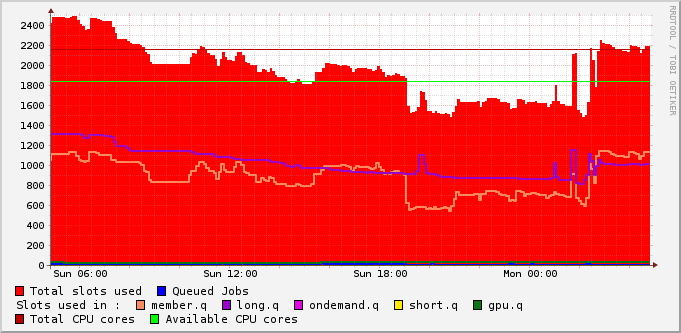 2400
2200
2000
1800
1600
1400
1200
1000
800
600
400
200
0
Sun 06:00 Sun 12:00 Sun 18:00 Mon 00:00
RRDTOOL / TOBI OETIKER
Total slots used Queued Jobs
Slots used in : member.q long.q ondemand.q short.q gpu.q
Total CPU cores Available CPU cores